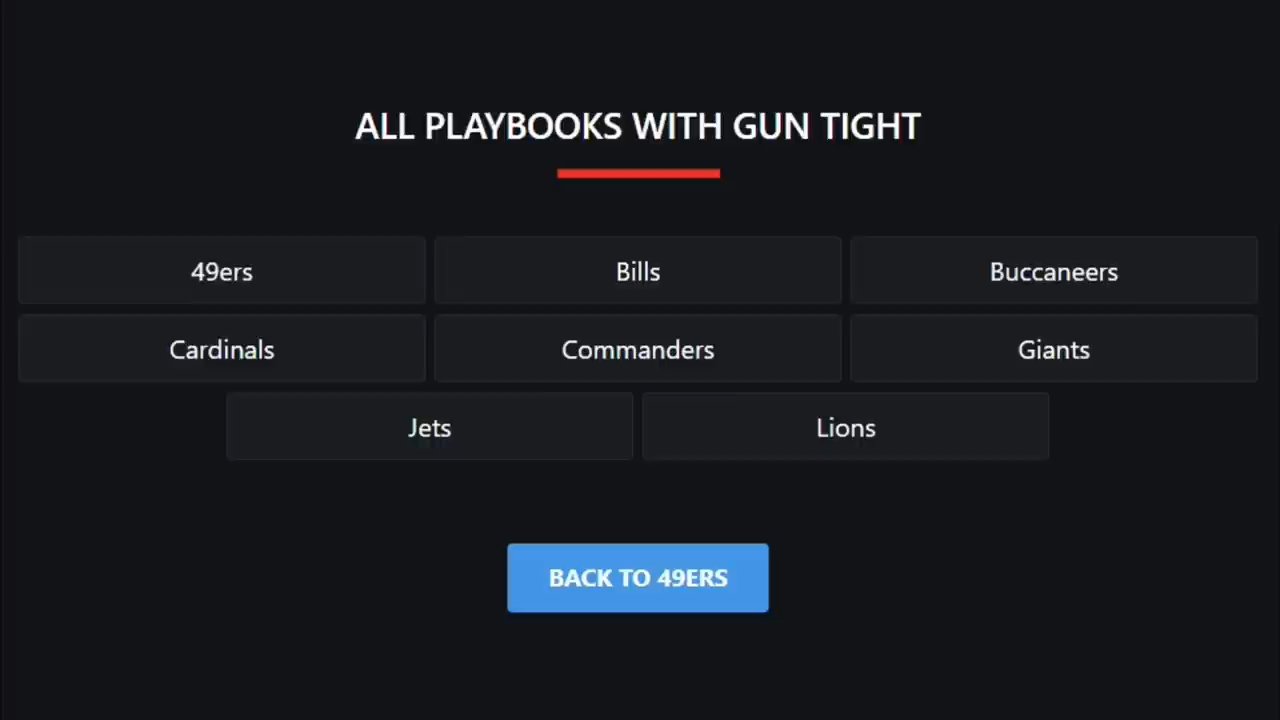 ALL PLAYBOOKS WITH GUN TIGHT
49ers Bills Buccaneers
Cardinals Commanders Giants
Jets Lions
BACK TO 49ERS